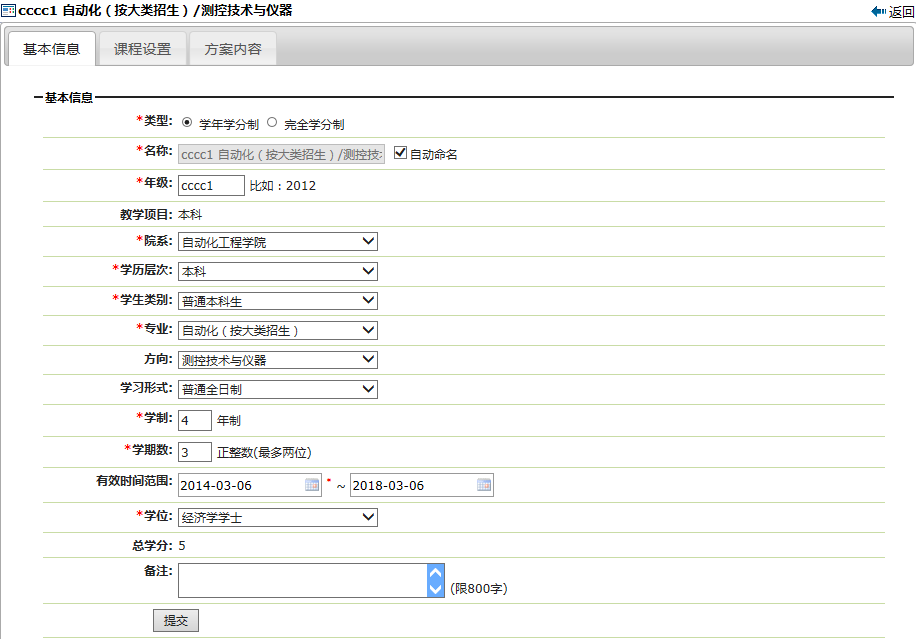 cccc1 自动化（按大类招生）/测控技术与仪器 返回
基本信息 课程设置 方案内容
基本信息
*类型: 学年学分制 完全学分制
*名称: cccc1 自动化（按大类招生）/测控技 自动命名
*年级: cccc1 比如：2012
教学项目: 本科
*院系: 自动化工程学院
*学历层次: 本科
*学生类别: 普通本科生
*专业: 自动化（按大类招生）
方向: 测控技术与仪器
学习形式: 普通全日制
*学制: 4 年制
*学期数: 3 正整数(最多两位)
有效时间范围: 2014-03-06 * ~ 2018-03-06
*学位: 经济学学士
总学分: 5
备注: (限800字)
提交